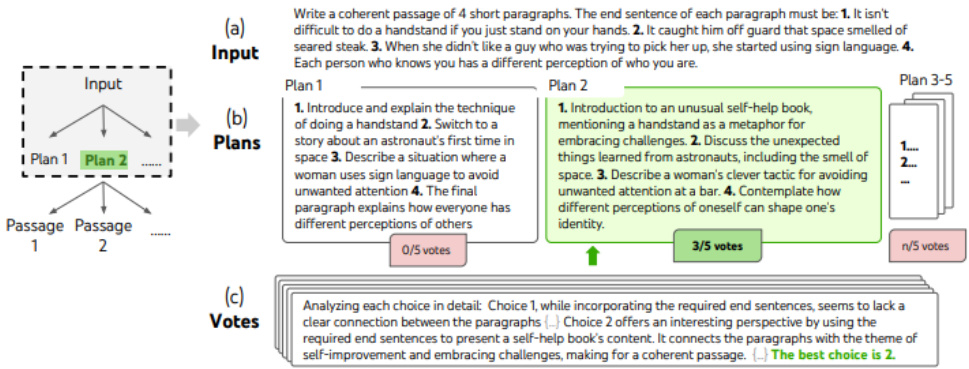 (a)
Input
Write a coherent passage of 4 short paragraphs. The end sentence of each paragraph must be: 1. It isn't
difficult to do a handstand if you just stand on your hands. 2. It caught him off guard that space smelled of
seared steak. 3. When she didn't like a guy who was trying to pick her up, she started using sign language. 4.
Each person who knows you has a different perception of who you are.
Input
Plan 1
Plan 2
......
Passage
1
Passage
2
......
(b)
Plans
Plan 1
1. Introduce and explain the technique
of doing a handstand 2. Switch to a
story about an astronaut's first time in
space 3. Describe a situation where a
woman uses sign language to avoid
unwanted attention 4. The final
paragraph explains how everyone has
different perceptions of others
0/5 votes
Plan 2
1. Introduction to an unusual self-help book,
mentioning a handstand as a metaphor for
embracing challenges. 2. Discuss the unexpected
things learned from astronauts, including the smell of
space. 3. Describe a woman's clever tactic for avoiding
unwanted attention at a bar. 4. Contemplate how
different perceptions of oneself can shape one's
identity.
3/5 votes
Plan 3-5
1....
2...
...
n/5 votes
(c)
Votes
Analyzing each choice in detail: Choice 1, while incorporating the required end sentences, seems to lack a
clear connection between the paragraphs {...} Choice 2 offers an interesting perspective by using the
required end sentences to present a self-help book's content. It connects the paragraphs with the theme of
self-improvement and embracing challenges, making for a coherent passage. {...} The best choice is 2.